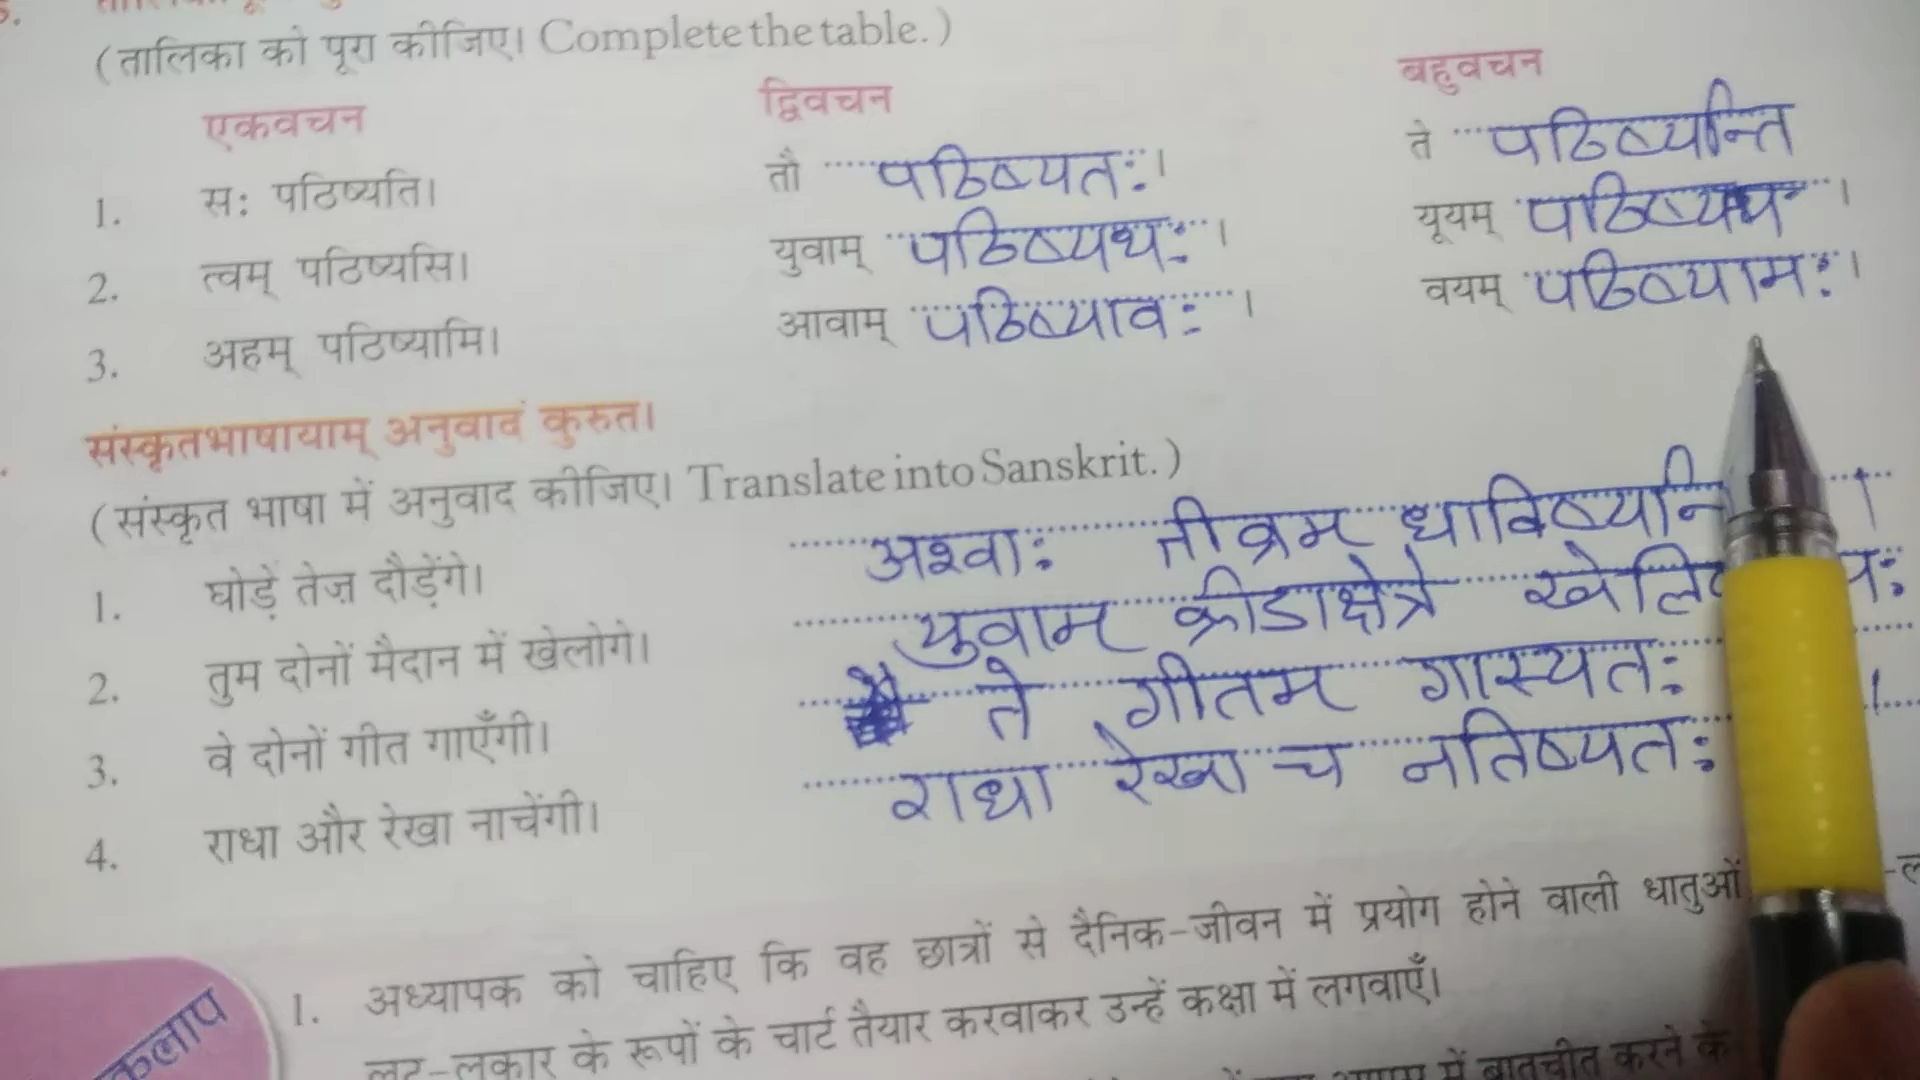 (तालिका को पूरा कीजिए। Complete the table.)
एकवचन द्विवचन बहुवचन
1. सः पठिष्यति। तौ पठिष्यतः। ते पठिष्यन्ति
2. त्वम् पठिष्यसि। युवाम् पठिष्यथः। यूयम् पठिष्यथ।
3. अहम् पठिष्यामि। आवाम् पठिष्यावः। वयम् पठिष्यामः।
संस्कृतभाषायाम् अनुवादं कुरुत।
(संस्कृत भाषा में अनुवाद कीजिए। Translate into Sanskrit.)
1. घोड़ें तेज़ दौड़ेंगे। अश्वाः तीव्रम् धाविष्यन्ति।
2. तुम दोनों मैदान में खेलोगे। युवाम् क्रीडाक्षेत्रे
3. वे दोनों गीत गाएँगी। ते गीतम् गास्यतः।
4. राधा और रेखा नाचेंगी। राधा रेखा च नतिष्यतः
1. अध्यापक को चाहिए कि वह छात्रों से दैनिक-जीवन में प्रयोग होने वाली धातुओं
लट्-लकार के रूपों के चार्ट तैयार करवाकर उन्हें कक्षा में लगवाएँ।
में बातचीत करने के
कलाप